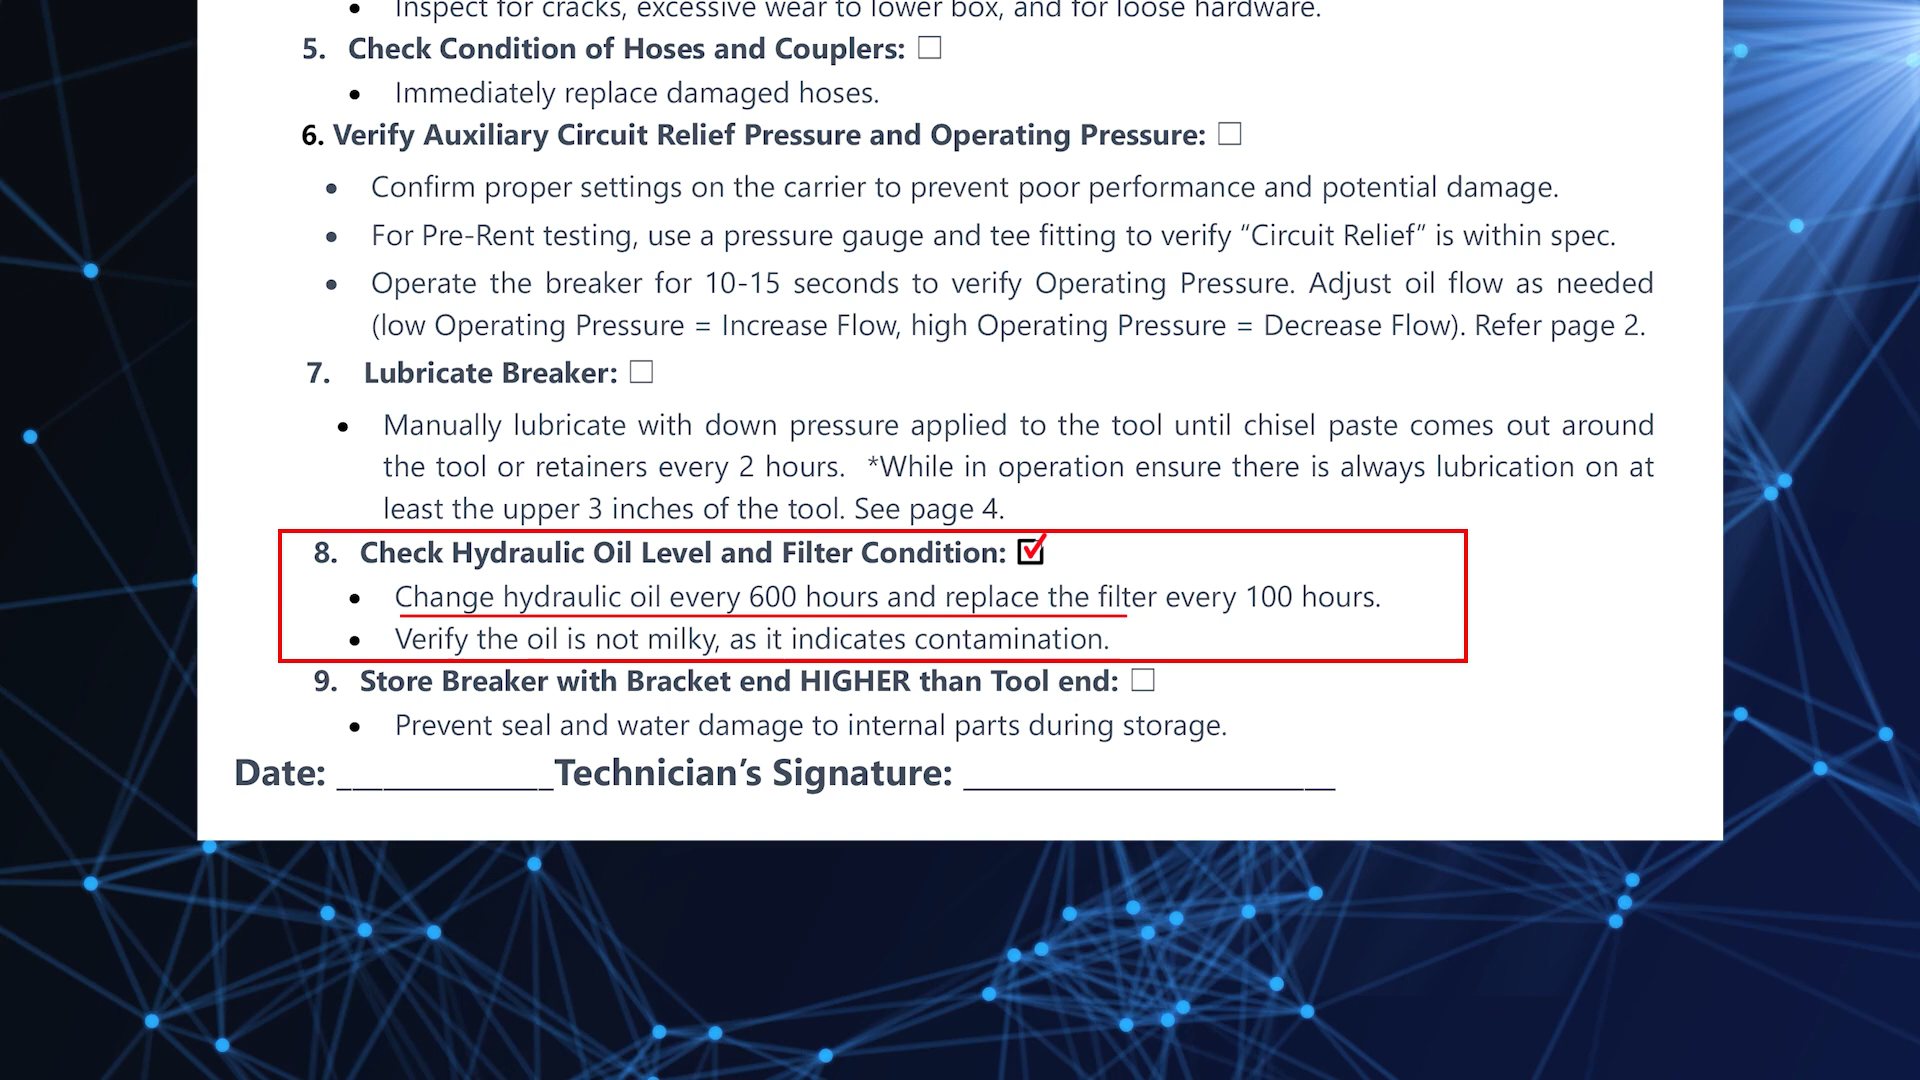 • Inspect for cracks, excessive wear to lower box, and for loose hardware.
5. Check Condition of Hoses and Couplers: ☐
• Immediately replace damaged hoses.
6. Verify Auxiliary Circuit Relief Pressure and Operating Pressure: ☐
• Confirm proper settings on the carrier to prevent poor performance and potential damage.
• For Pre-Rent testing, use a pressure gauge and tee fitting to verify “Circuit Relief” is within spec.
• Operate the breaker for 10-15 seconds to verify Operating Pressure. Adjust oil flow as needed
(low Operating Pressure = Increase Flow, high Operating Pressure = Decrease Flow). Refer page 2.
7. Lubricate Breaker: ☐
• Manually lubricate with down pressure applied to the tool until chisel paste comes out around
the tool or retainers every 2 hours. *While in operation ensure there is always lubrication on at
least the upper 3 inches of the tool. See page 4.
8. Check Hydraulic Oil Level and Filter Condition: ☑
• Change hydraulic oil every 600 hours and replace the filter every 100 hours.
• Verify the oil is not milky, as it indicates contamination.
9. Store Breaker with Bracket end HIGHER than Tool end: ☐
• Prevent seal and water damage to internal parts during storage.
Date: ______________Technician’s Signature: ________________________